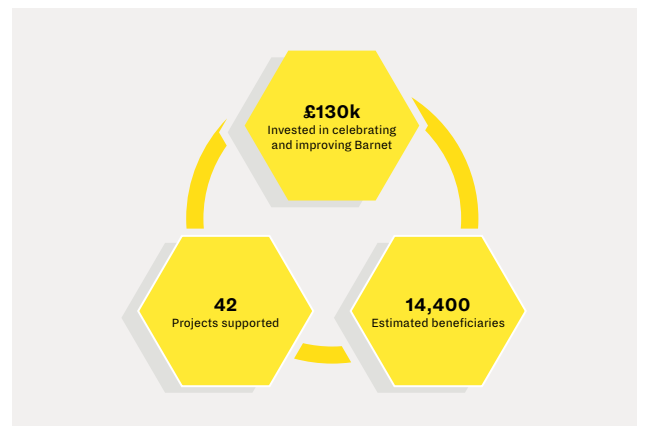 £130k
Invested in celebrating
and improving Barnet
42
Projects supported
14,400
Estimated beneficiaries